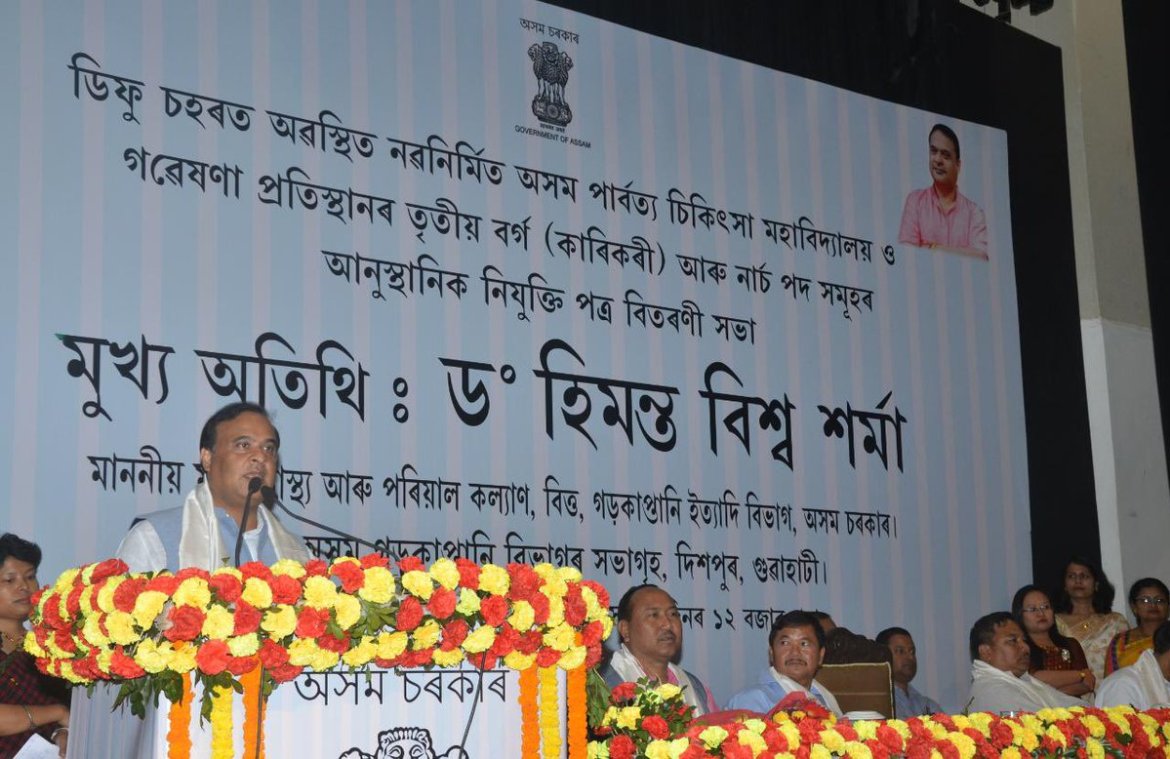 অসম চৰকাৰ
GOVERNMENT OF ASSAM
ডিফু চহৰত অৱস্থিত নৱনিৰ্মিত অসম পাৰ্বত্য চিকিৎসা মহাবিদ্যালয় ও
গৱেষণা প্ৰতিস্থানৰ তৃতীয় বৰ্গ (কাৰিকৰী) আৰু নাৰ্চ পদ সমূহৰ
আনুস্থানিক নিযুক্তি পত্ৰ বিতৰণী সভা
মুখ্য অতিথি : ড° হিমন্ত বিশ্ব শৰ্মা
মাননীয় আৰু পৰিয়াল কল্যাণ, বিত্ত, গড়কাপ্তানি ইত্যাদি বিভাগ, অসম চৰকাৰ।
গড়কাপ্তানি বিভাগৰ সভাগৃহ, দিশপুৰ, গুৱাহাটী।
১২ বজাৰ
অসম চৰকাৰ